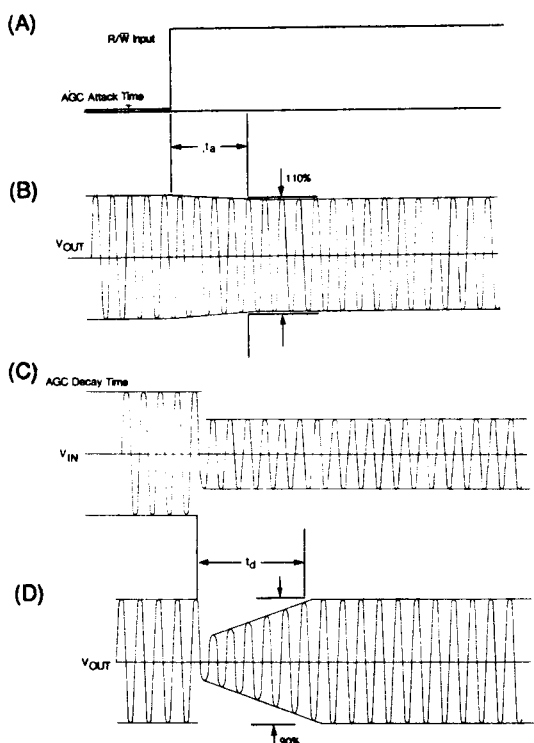 (A)
R/W̅ Input
AGC Attack Time
ta
110%
(B)
VOUT
(C)
AGC Decay Time
VIN
td
(D)
VOUT
90%